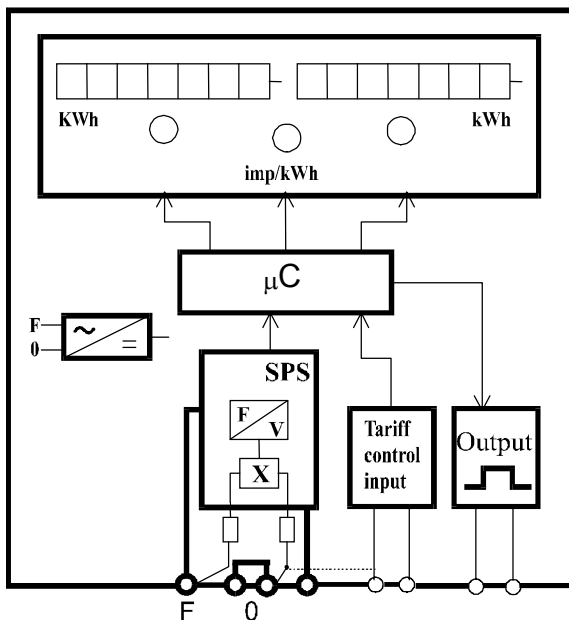 KWh
kWh
imp/kWh
μC
F
0
~
=
SPS
F
V
X
Tariff
control
input
Output
F
0